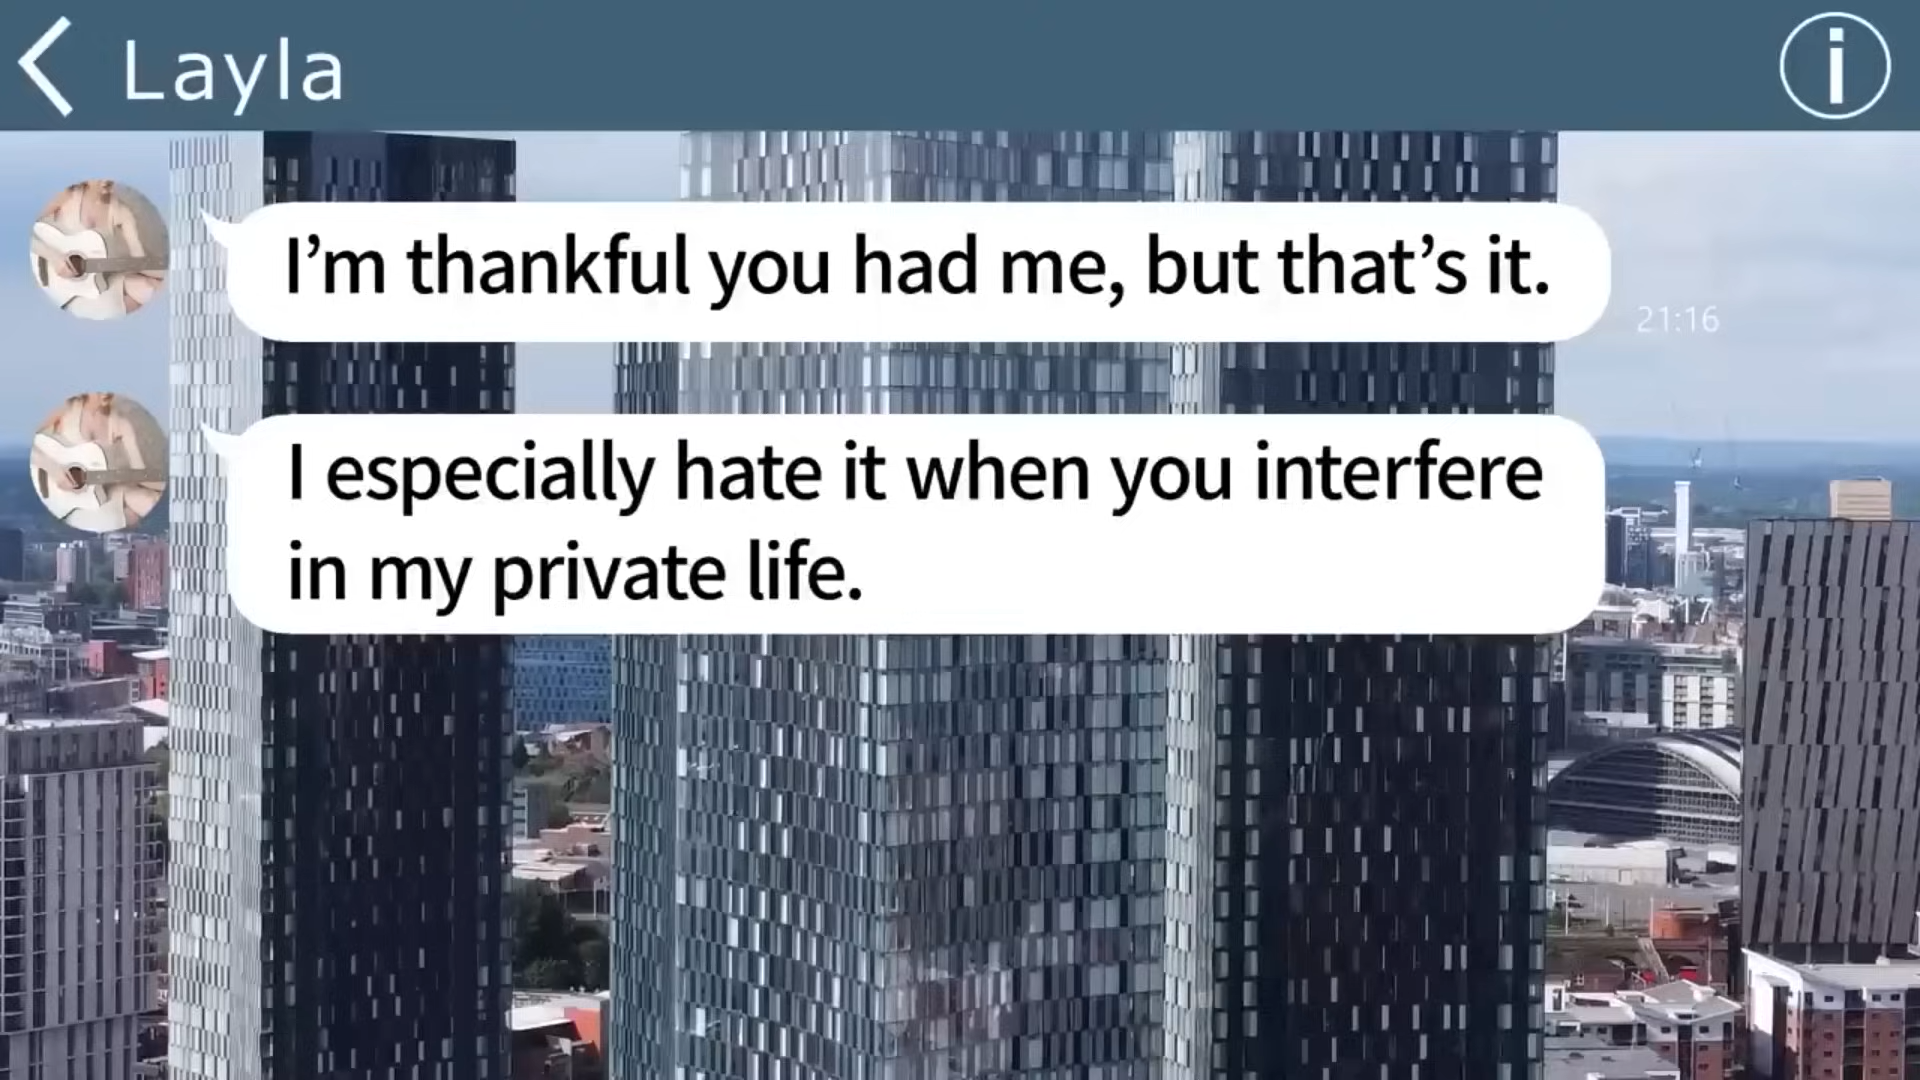 Layla
I’m thankful you had me, but that’s it.
21:16
I especially hate it when you interfere
in my private life.